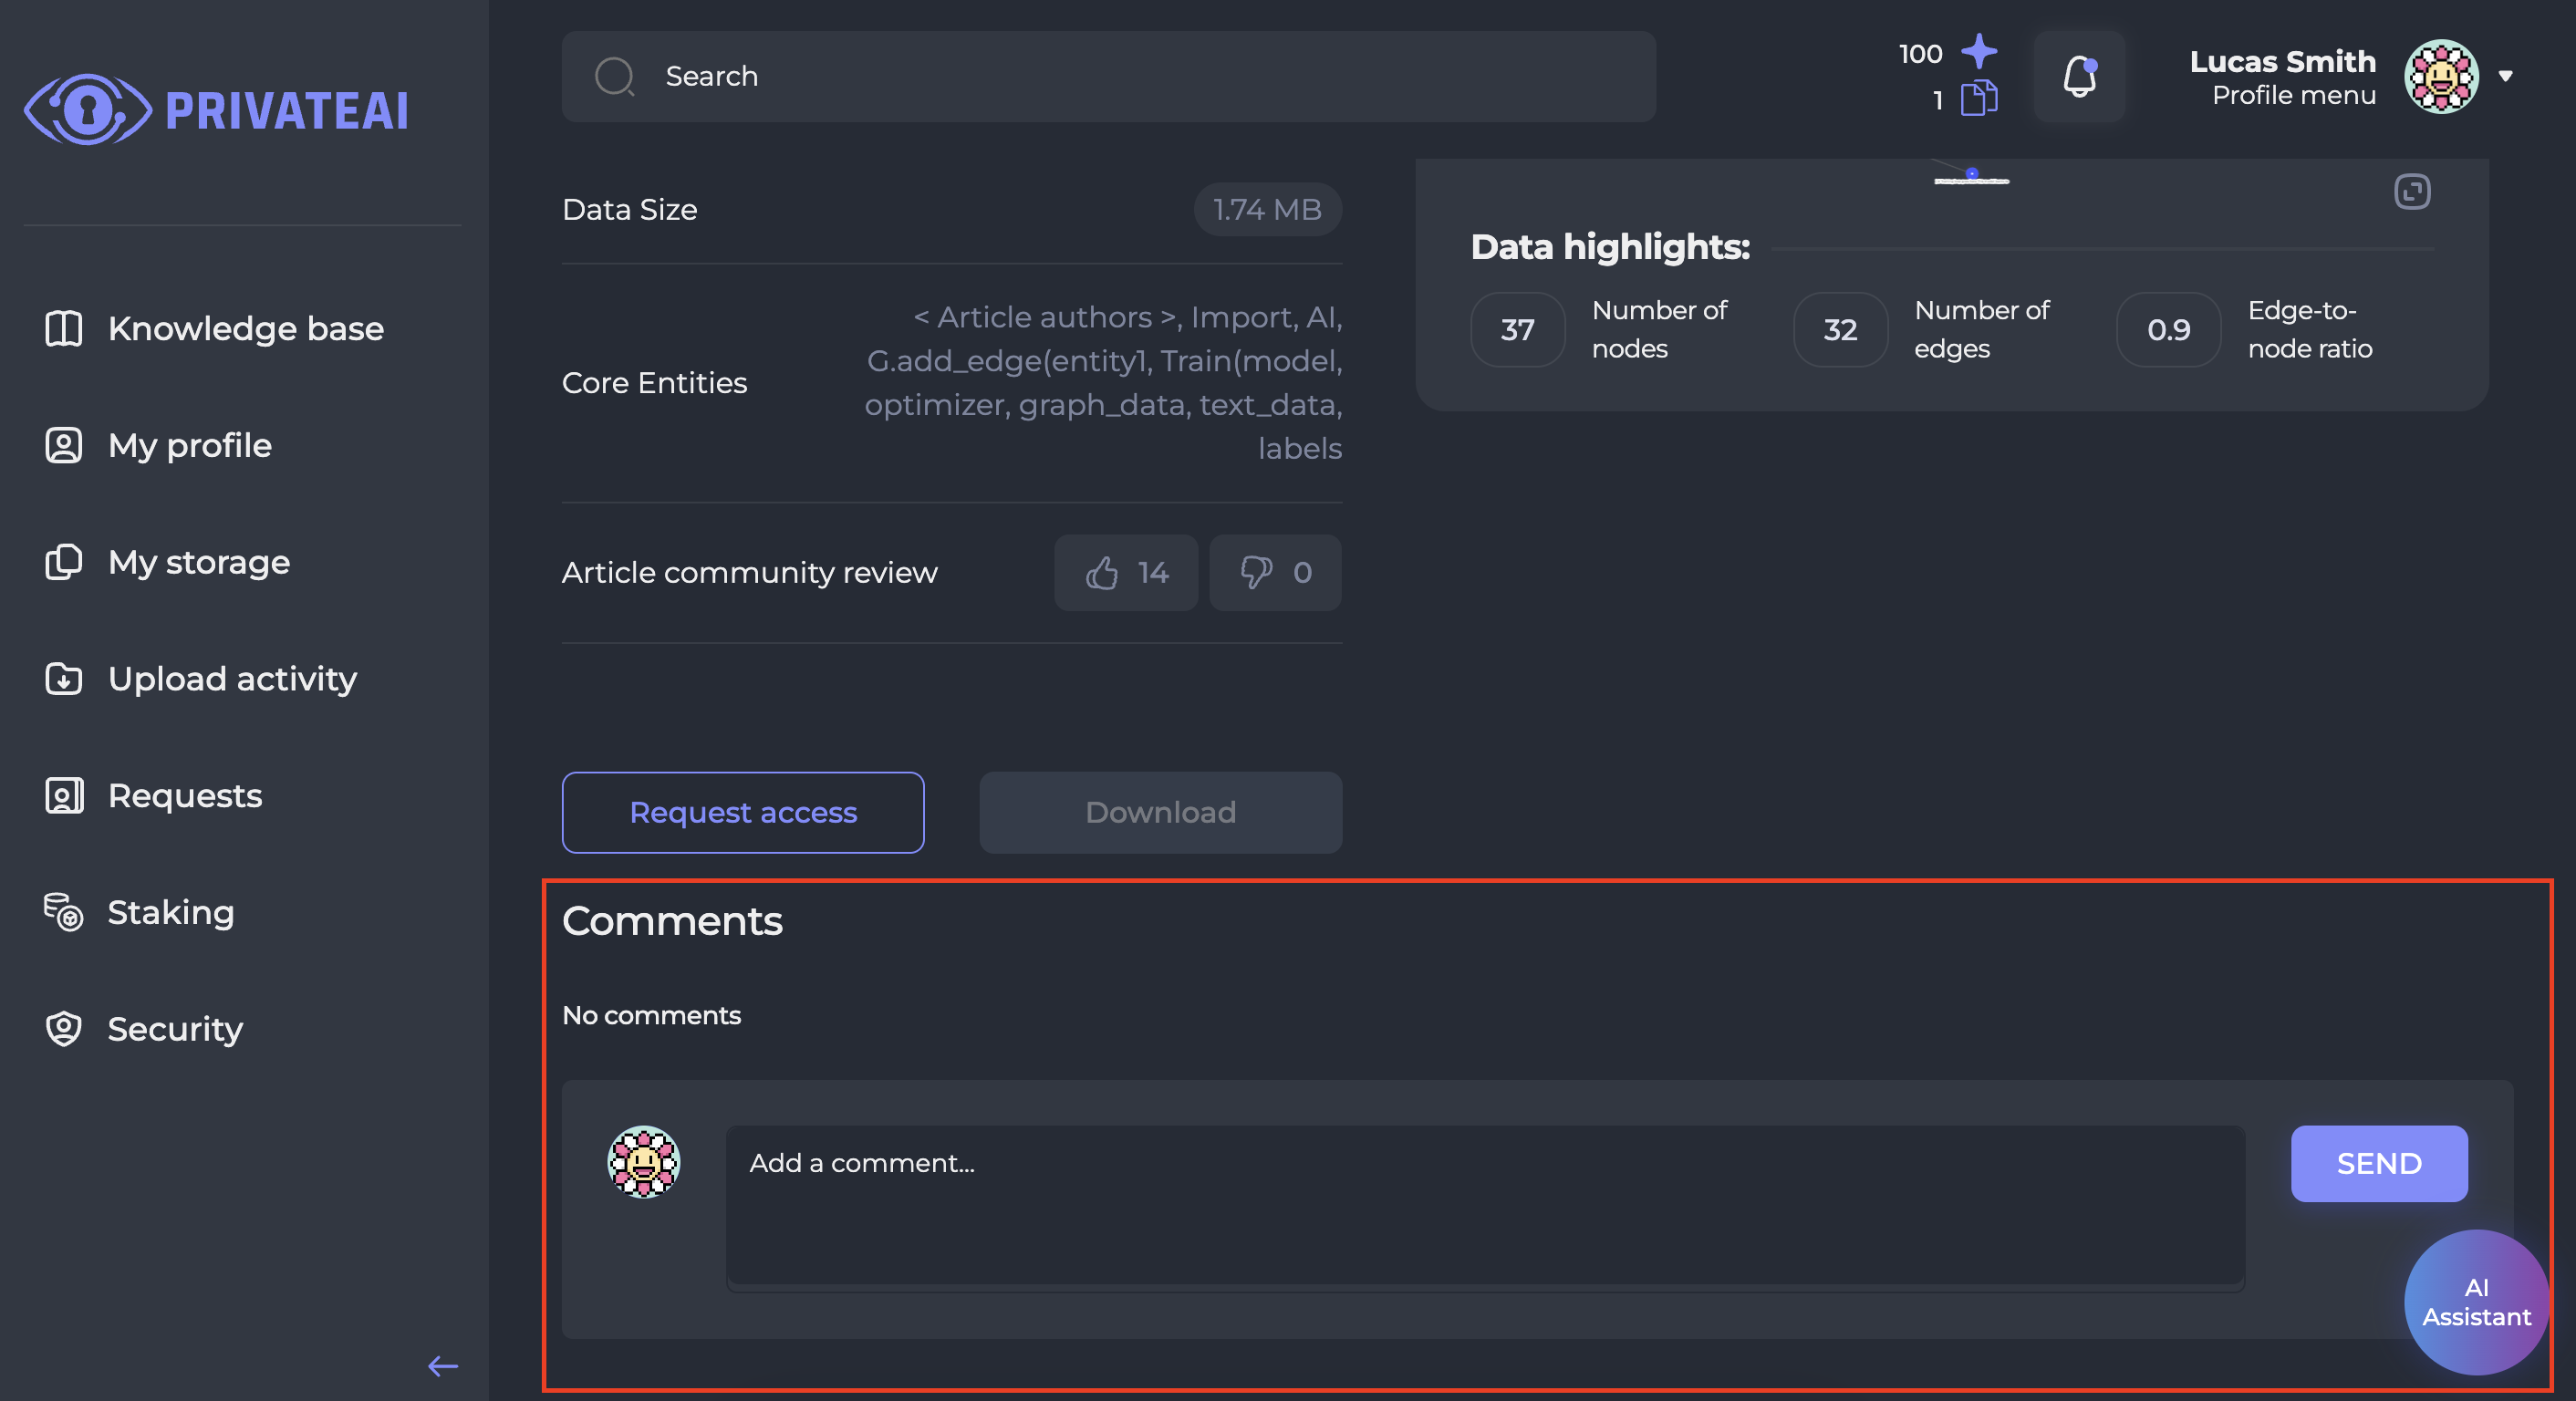 PRIVATEAI
Search
100
1
Lucas Smith
Profile menu
Knowledge base
My profile
My storage
Upload activity
Requests
Staking
Security
Data Size
1.74 MB
Core Entities
< Article authors >, Import, AI,
G.add_edge(entity1, Train(model,
optimizer, graph_data, text_data,
labels
Article community review
14
0
Request access
Download
Data highlights:
37
Number of
nodes
32
Number of
edges
0.9
Edge-to-
node ratio
Comments
No comments
Add a comment...
SEND
AI
Assistant